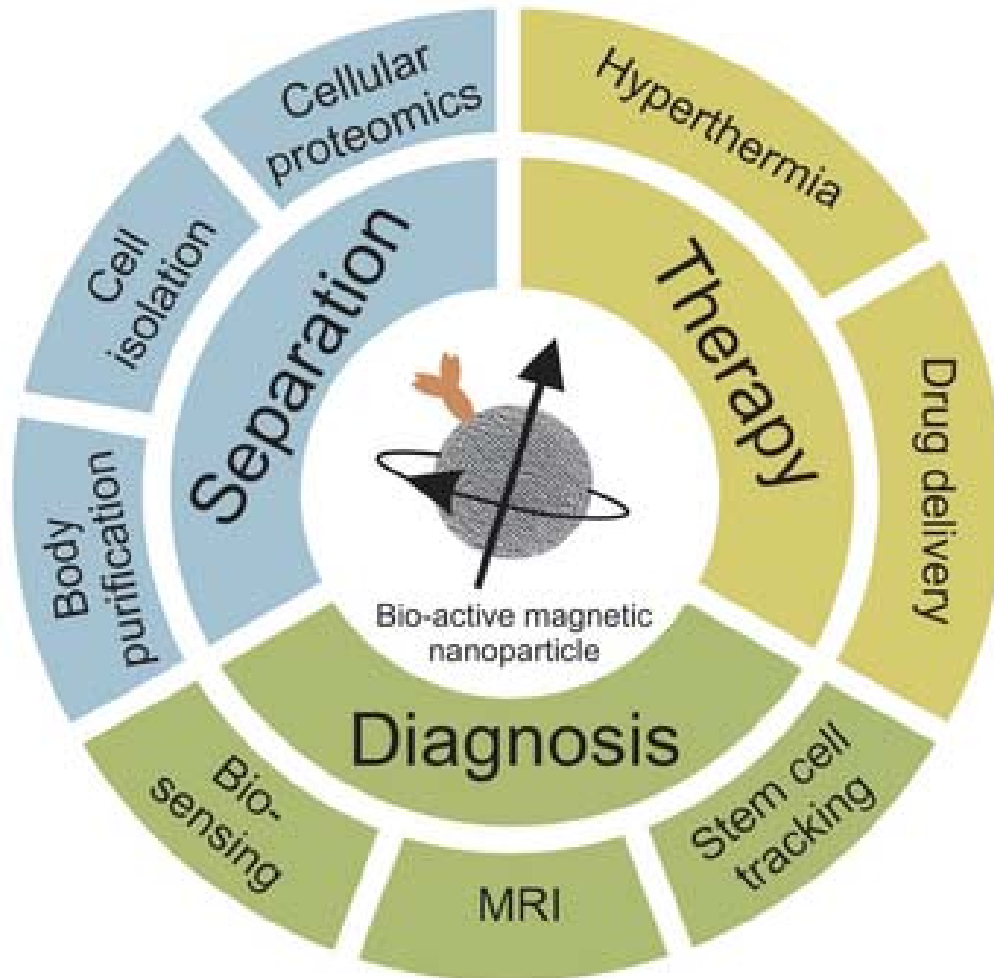 Cellular
proteomics
Hyperthermia
Cell
isolation
Separation
Therapy
Drug delivery
Body
purification
Bio-active magnetic
nanoparticle
Diagnosis
Bio-
sensing
MRI
Stem cell
tracking